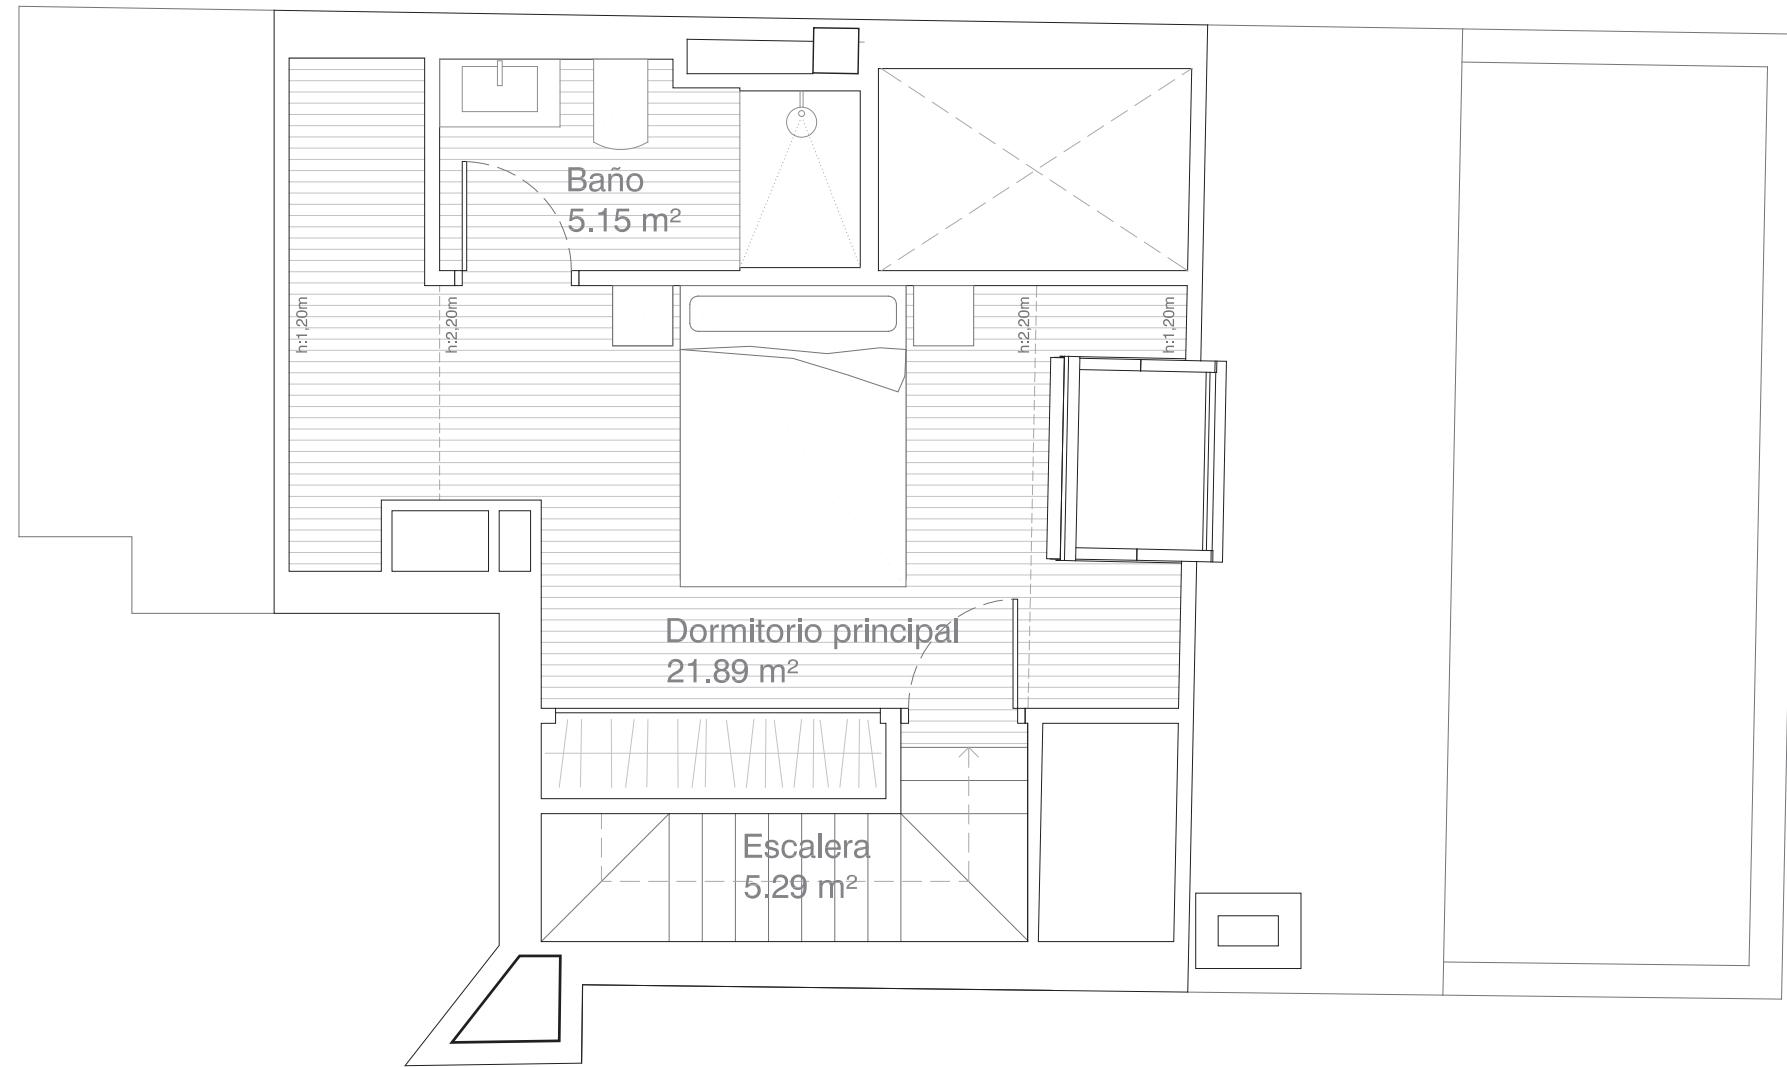 Baño
5.15 m²
h:1,20m
h:2,20m
h:2,20m
h:1,20m
Dormitorio principal
21.89 m²
Escalera
5.29 m²